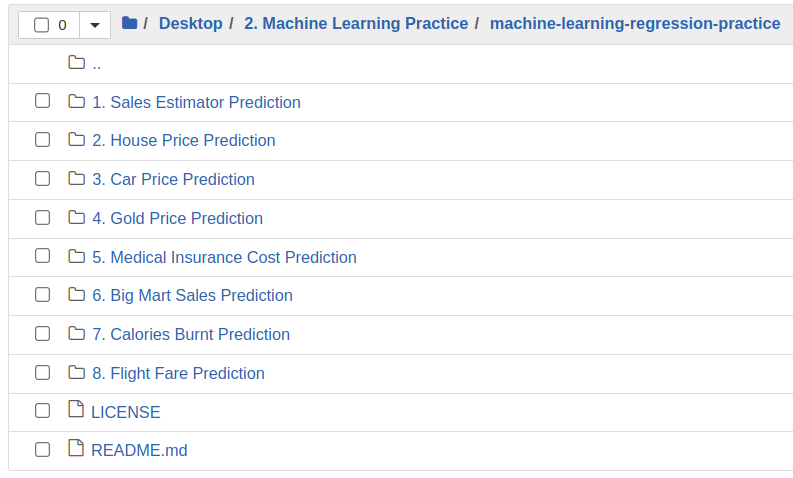 0 / Desktop / 2. Machine Learning Practice / machine-learning-regression-practice
..
1. Sales Estimator Prediction
2. House Price Prediction
3. Car Price Prediction
4. Gold Price Prediction
5. Medical Insurance Cost Prediction
6. Big Mart Sales Prediction
7. Calories Burnt Prediction
8. Flight Fare Prediction
LICENSE
README.md